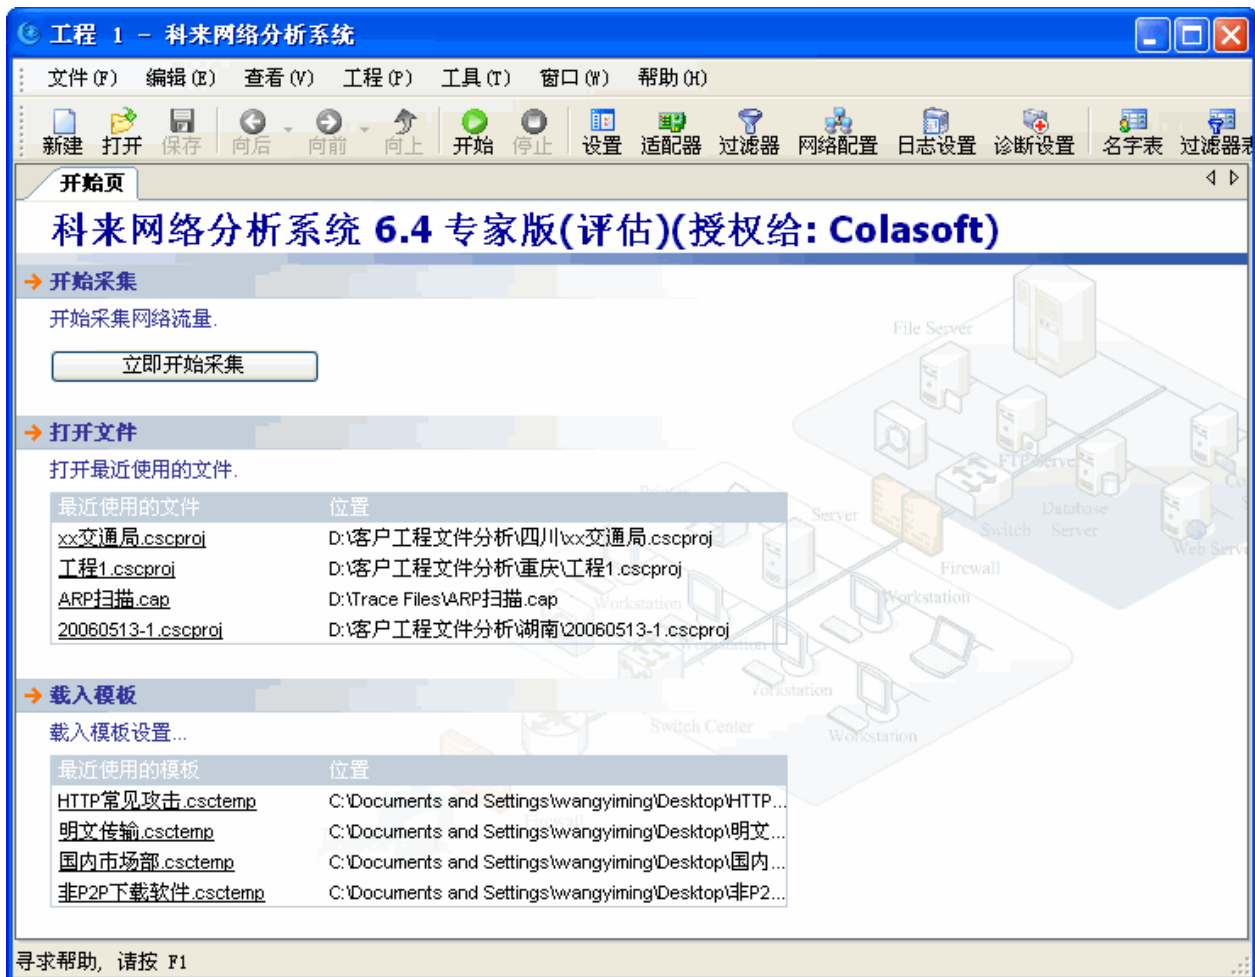 工程 1 - 科来网络分析系统
文件(F) 编辑(E) 查看(V) 工程(P) 工具(T) 窗口(W) 帮助(H)
新建 打开 保存 向后 向前 向上 开始 停止 设置 适配器 过滤器 网络配置 日志设置 诊断设置 名字表 过滤器表
开始页
科来网络分析系统 6.4 专家版(评估)(授权给: Colasoft)
开始采集
开始采集网络流量.
立即开始采集
File Server
打开文件
打开最近使用的文件.
最近使用的文件 位置
xx交通局.cscproj D:\客户工程文件分析\四川\xx交通局.cscproj
工程1.cscproj D:\客户工程文件分析\重庆\工程1.cscproj
ARP扫描.cap D:\Trace Files\ARP扫描.cap
20060513-1.cscproj D:\客户工程文件分析\湖南\20060513-1.cscproj
Printer
Server
FTP Server
Database Server
Switch
Web Serve
Firewall
Workstation
Workstation
Workstation
Workstation
Switch Center
Workstation
载入模板
载入模板设置...
最近使用的模板 位置
HTTP常见攻击.csctemp C:\Documents and Settings\wangyiming\Desktop\HTTP...
明文传输.csctemp C:\Documents and Settings\wangyiming\Desktop\明文...
国内市场部.csctemp C:\Documents and Settings\wangyiming\Desktop\国内...
非P2P下载软件.csctemp C:\Documents and Settings\wangyiming\Desktop\非P2...
Firewall
寻求帮助, 请按 F1